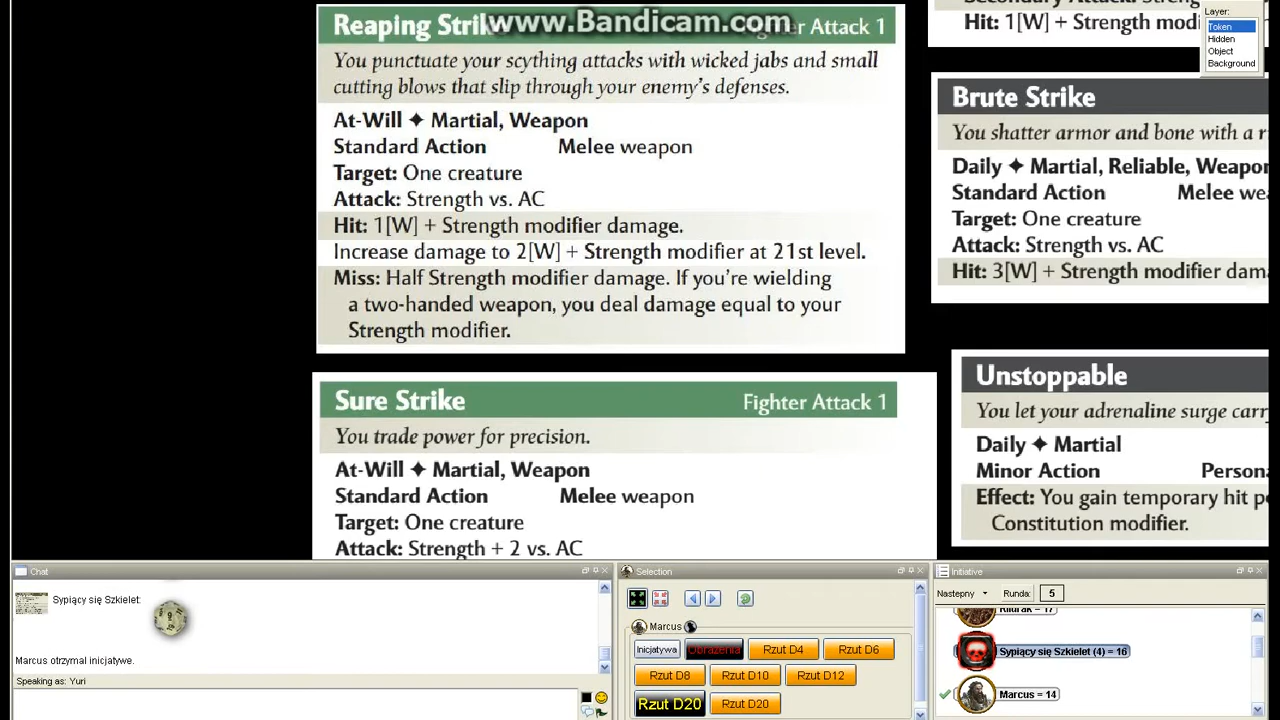 www.Bandicam.com
Reaping Strike
Fighter Attack 1
You punctuate your scything attacks with wicked jabs and small
cutting blows that slip through your enemy's defenses.
At-Will ✦ Martial, Weapon
Standard Action Melee weapon
Target: One creature
Attack: Strength vs. AC
Hit: 1[W] + Strength modifier damage.
Increase damage to 2[W] + Strength modifier at 21st level.
Miss: Half Strength modifier damage. If you're wielding
a two-handed weapon, you deal damage equal to your
Strength modifier.
Sure Strike Fighter Attack 1
You trade power for precision.
At-Will ✦ Martial, Weapon
Standard Action Melee weapon
Target: One creature
Attack: Strength + 2 vs. AC
Hit: 1[W] + Strength modi
Layer:
Token
Hidden
Object
Background
Brute Strike
You shatter armor and bone with a r
Daily ✦ Martial, Reliable, Weapon
Standard Action Melee wea
Target: One creature
Attack: Strength vs. AC
Hit: 3[W] + Strength modifier dama
Unstoppable
You let your adrenaline surge carr
Daily ✦ Martial
Minor Action Persona
Effect: You gain temporary hit po
Constitution modifier.
Chat
Sypiący się Szkielet:
Marcus otrzymal inicjatywe.
Speaking as: Yuri
Selection
Marcus
Inicjatywa Obrażenia Rzut D4 Rzut D6
Rzut D8 Rzut D10 Rzut D12
Rzut D20 Rzut D20
Initiative
Nastepny Runda: 5
Sypiący się Szkielet (4) = 16
Marcus = 14